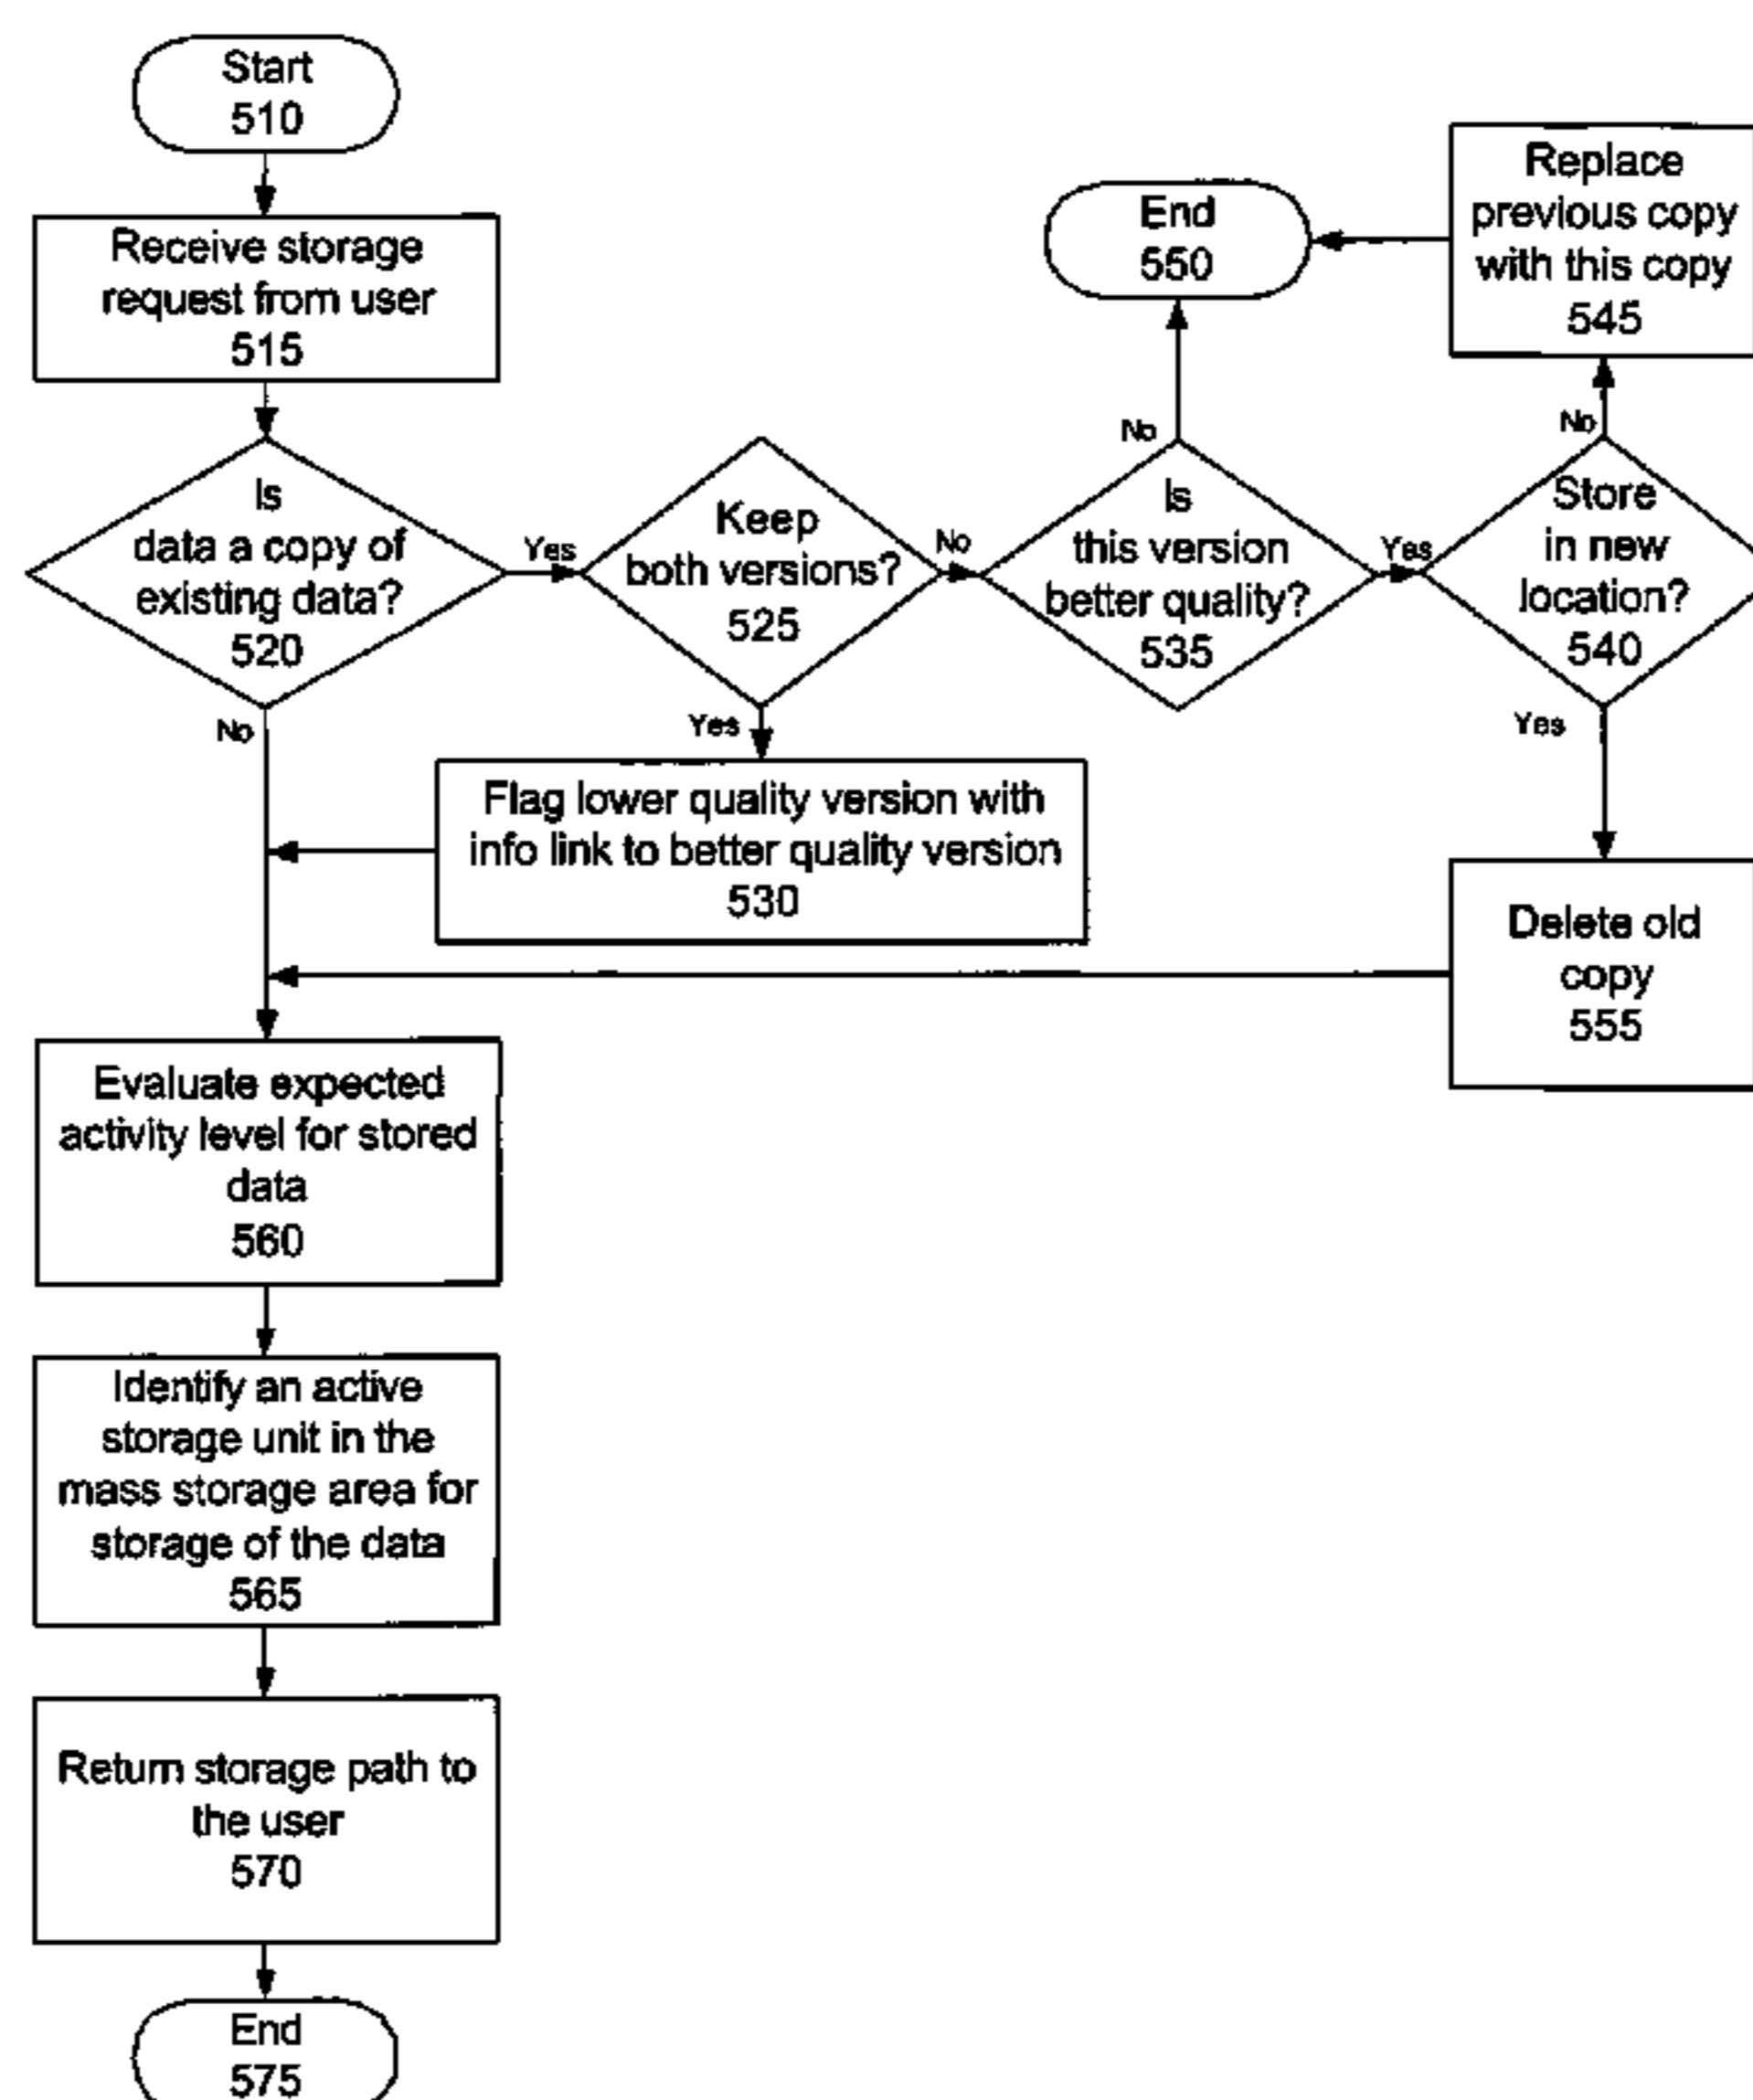 Start
510
Receive storage
request from user
515
Is
data a copy of
existing data?
520
Yes
No
Keep
both versions?
525
No
Yes
Flag lower quality version with
info link to better quality version
530
Is
this version
better quality?
535
No
Yes
End
550
Store
in new
location?
540
No
Yes
Replace
previous copy
with this copy
545
Delete old
copy
555
Evaluate expected
activity level for stored
data
560
Identify an active
storage unit in the
mass storage area for
storage of the data
565
Return storage path to
the user
570
End
575